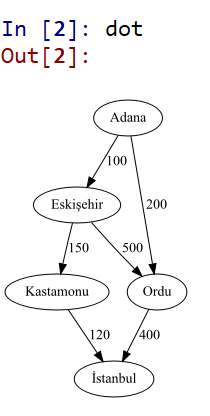 In [2]: dot
Out[2]:
Adana
100
200
Eskişehir
150 500
Kastamonu Ordu
120 400
İstanbul